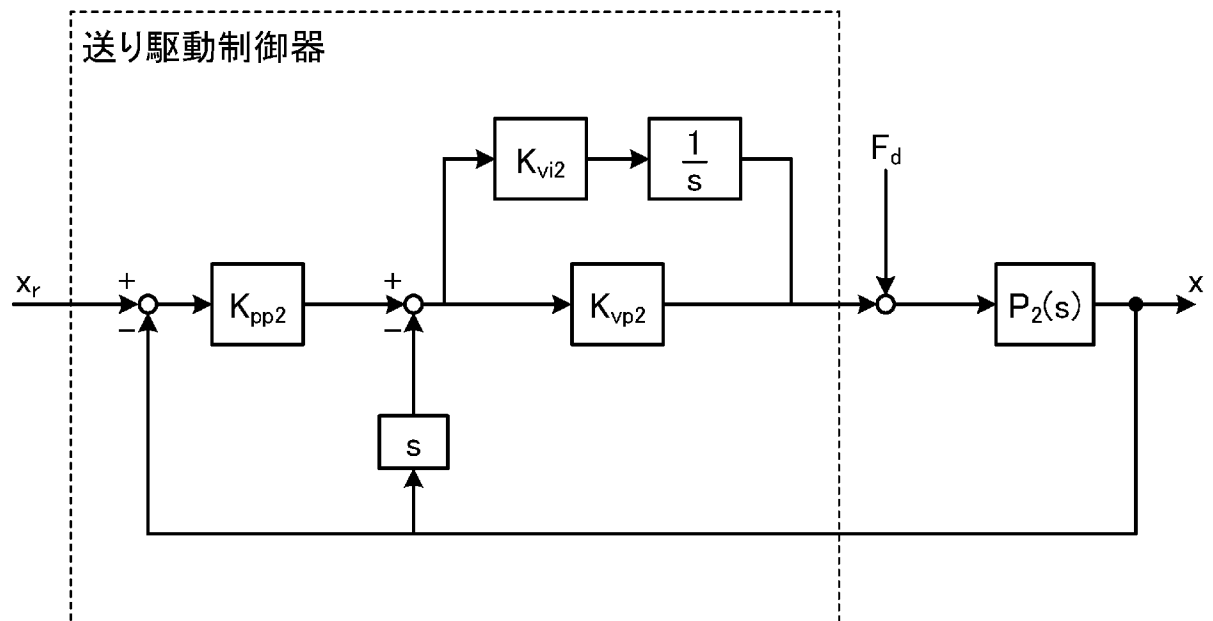 送り駆動制御器
K_vi2
1/s
F_d
x_r
+
−
K_pp2
+
−
K_vp2
P_2(s)
x
s